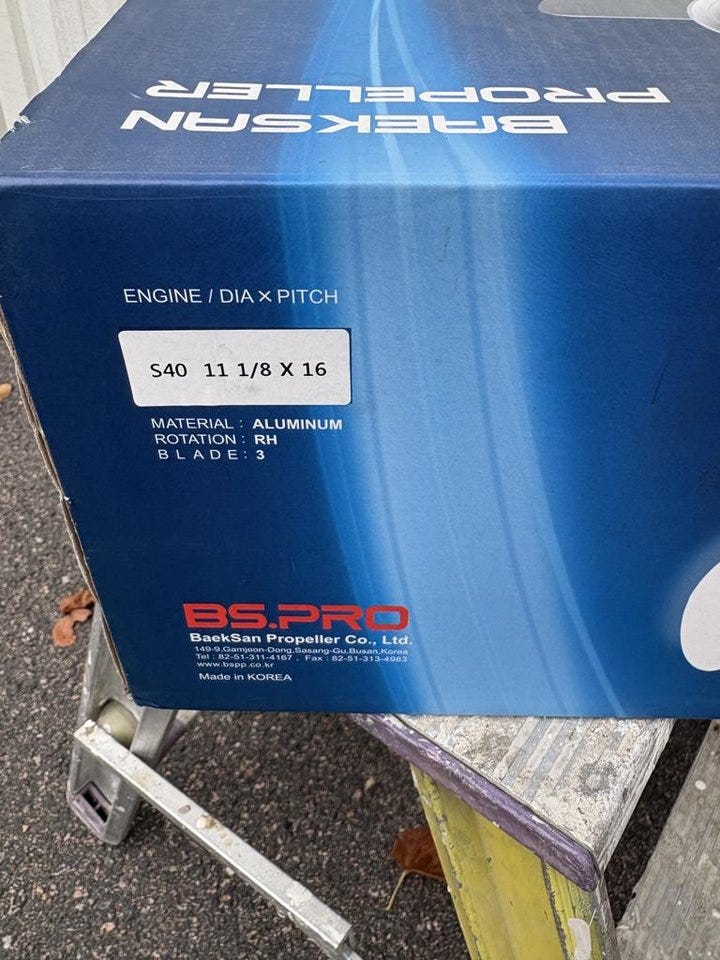 BAEKSAN
PROPELLER
ENGINE / DIA × PITCH
S40 11 1/8 X 16
MATERIAL : ALUMINUM
ROTATION : RH
BLADE : 3
BS.PRO
BaekSan Propeller Co., Ltd.
149-9,Gamjeon-Dong,Sasang-Gu,Busan,Korea
Tel : 82-51-311-4167 , Fax : 82-51-313-4983
www.bspp.co.kr
Made in KOREA